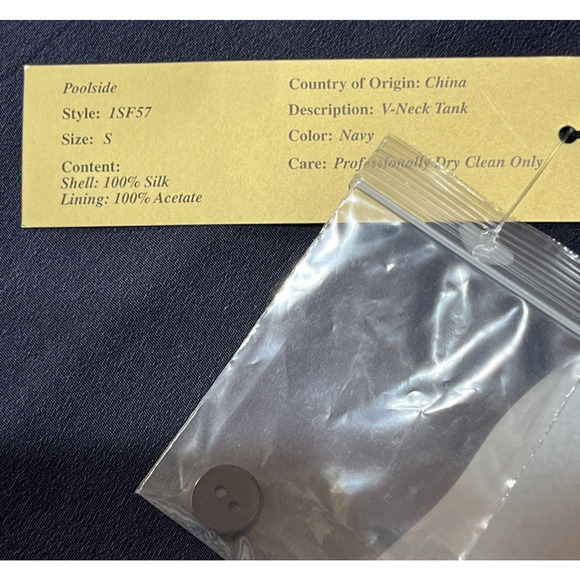 Poolside
Style: 1SF57
Size: S
Content:
Shell: 100% Silk
Lining: 100% Acetate
Country of Origin: China
Description: V-Neck Tank
Color: Navy
Care: Professionally Dry Clean Only